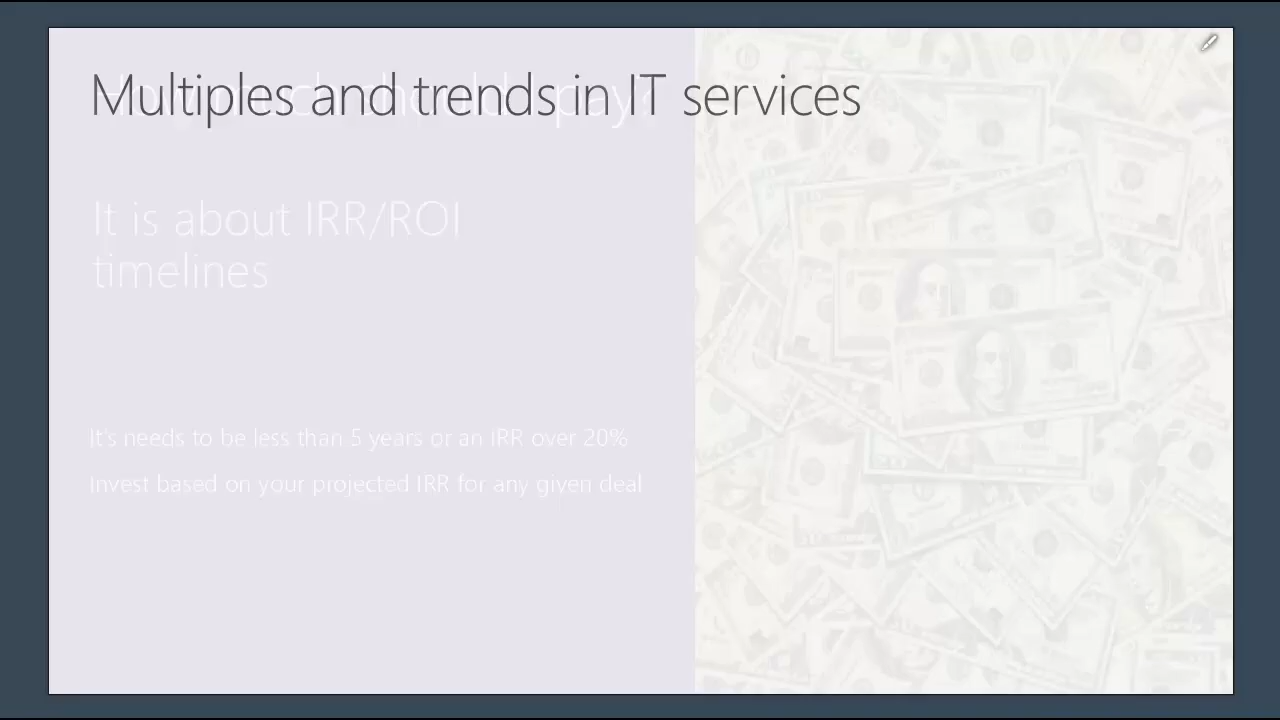 Multiples and trends in IT services
It is about IRR/ROI
timelines
It's needs to be less than 5 years or an IRR over 20%
Invest based on your projected IRR for any given deal